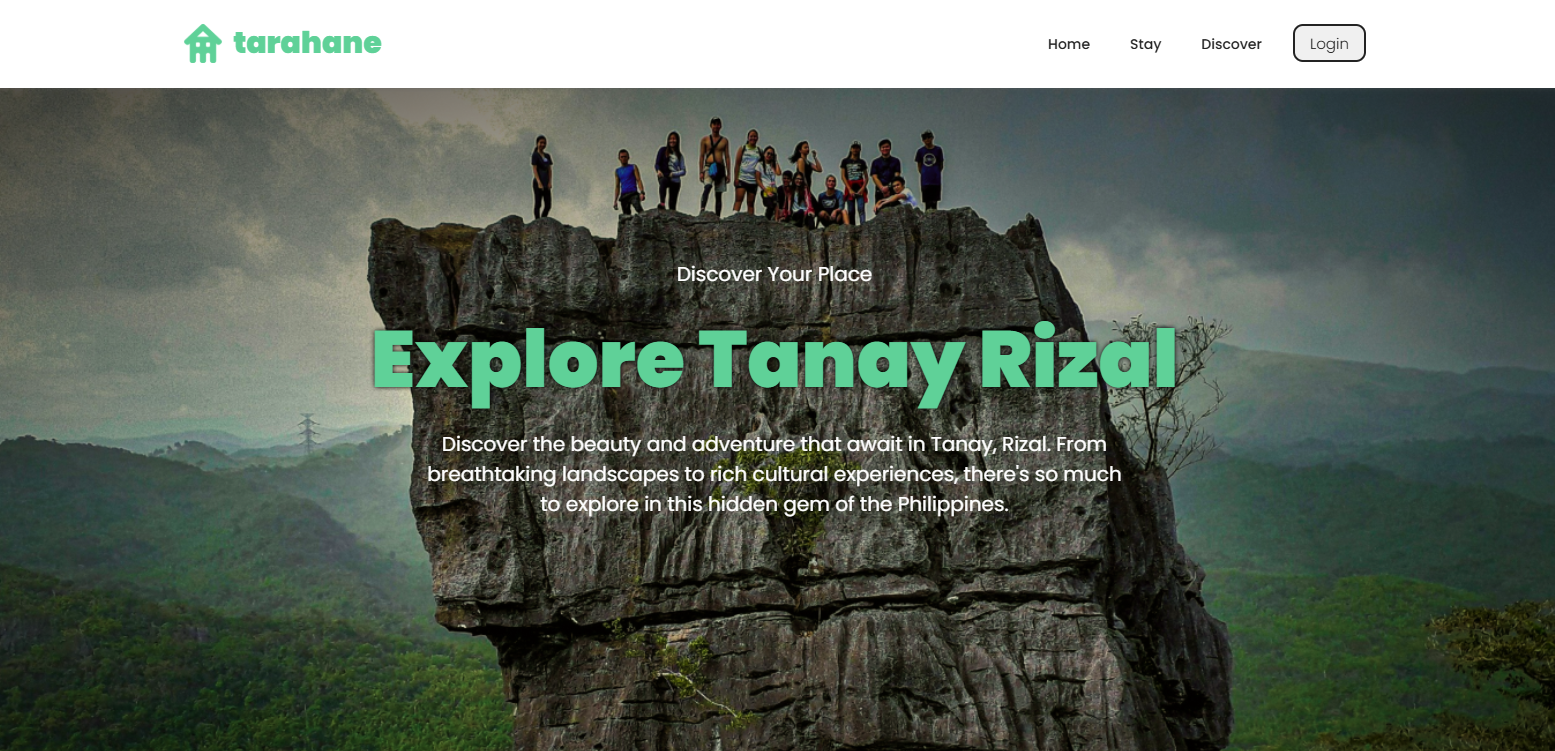 tarahane
Home
Stay
Discover
Login
Discover Your Place
Explore Tanay Rizal
Discover the beauty and adventure that await in Tanay, Rizal. From
breathtaking landscapes to rich cultural experiences, there's so much
to explore in this hidden gem of the Philippines.